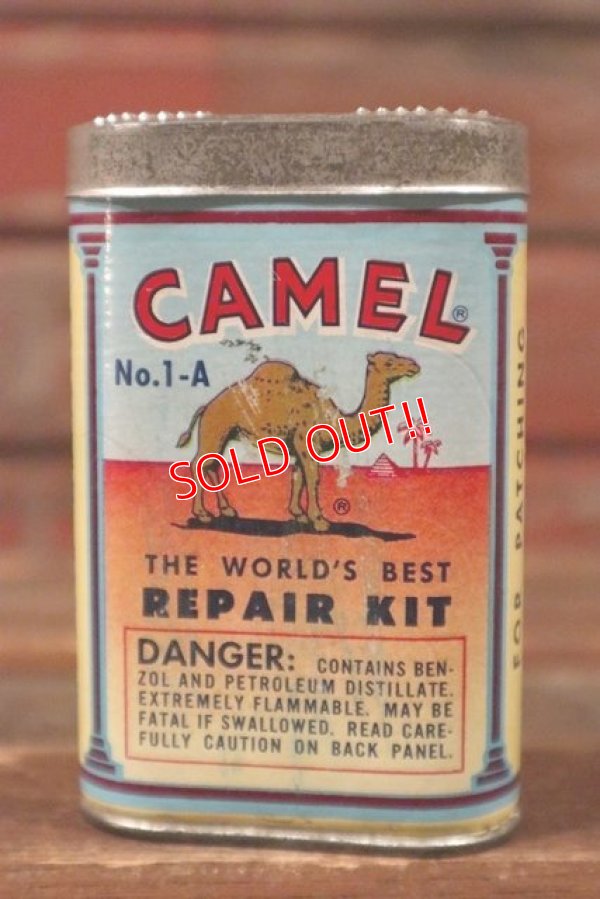 CAMEL®
No.1-A
SOLD OUT!!
®
THE WORLD'S BEST
REPAIR KIT
DANGER: CONTAINS BEN-
ZOL AND PETROLEUM DISTILLATE.
EXTREMELY FLAMMABLE. MAY BE
FATAL IF SWALLOWED. READ CARE-
FULLY CAUTION ON BACK PANEL.
FOR PATCHING